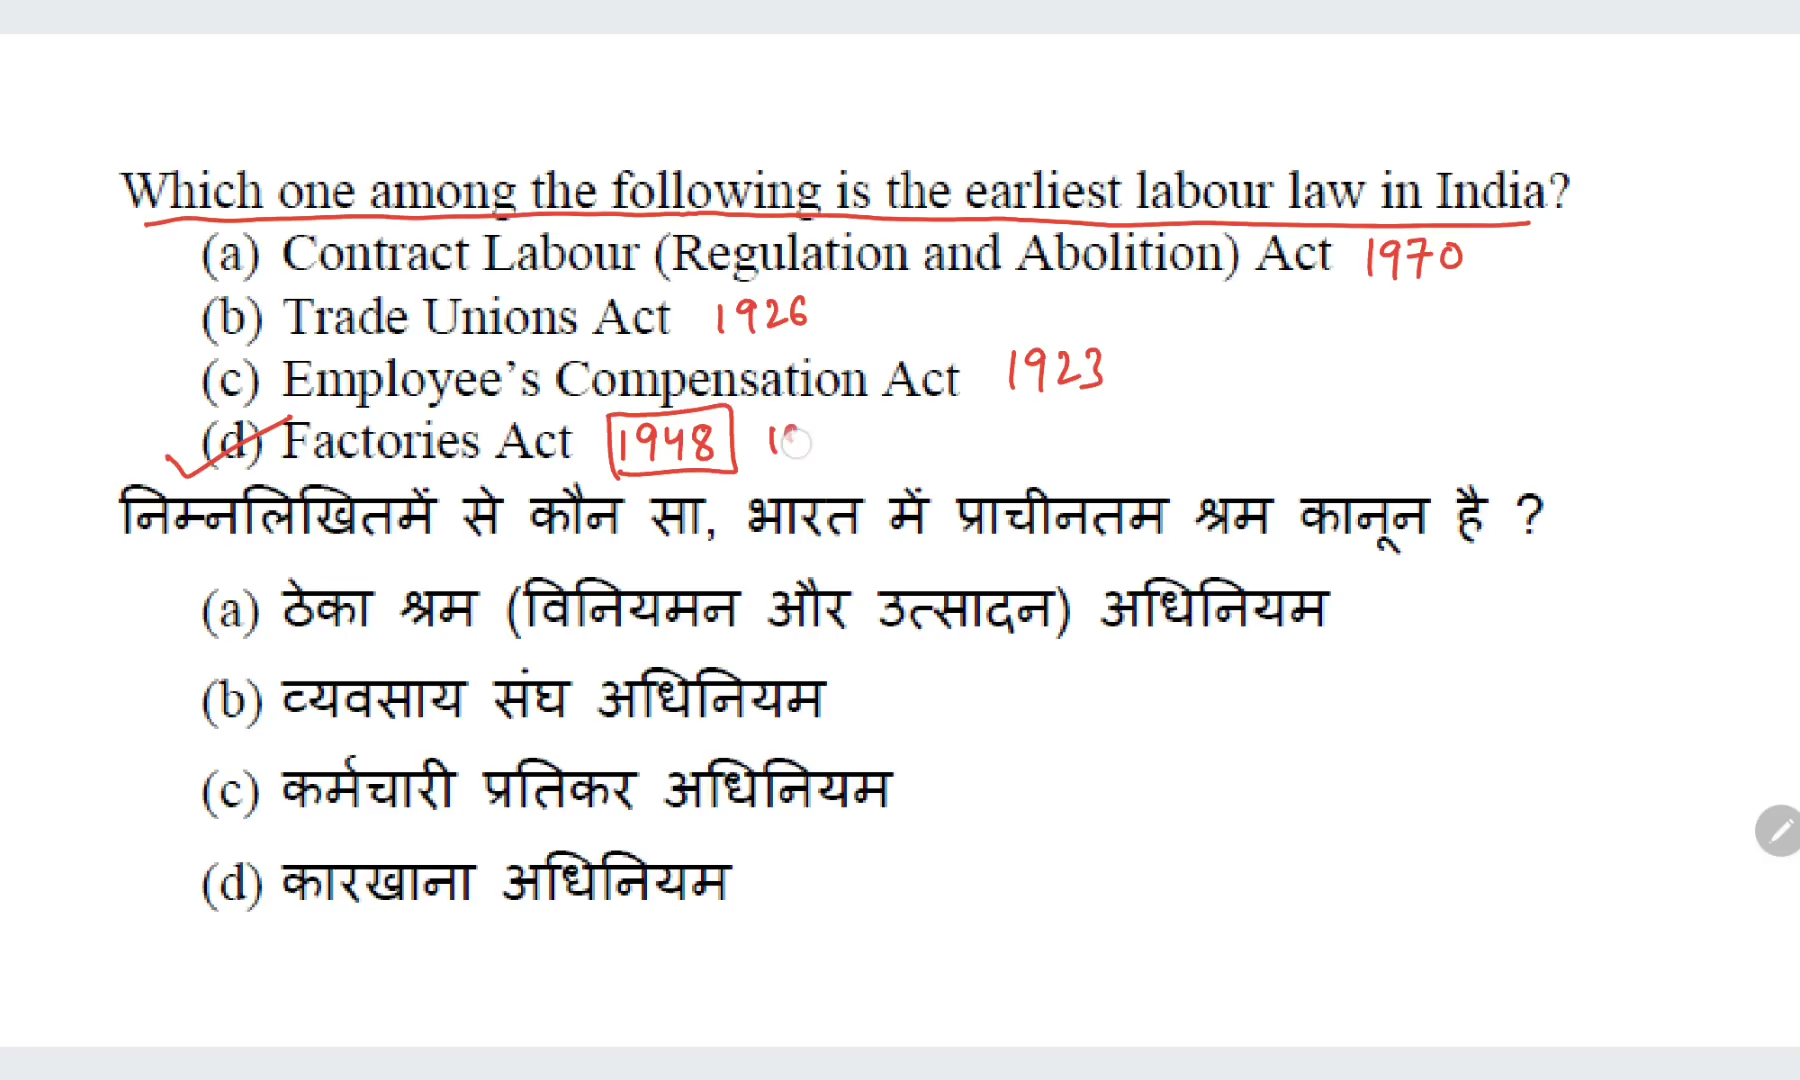 Which one among the following is the earliest labour law in India?
(a) Contract Labour (Regulation and Abolition) Act 1970
(b) Trade Unions Act 1926
(c) Employee’s Compensation Act 1923
(d) Factories Act 1948
निम्नलिखितमें से कौन सा, भारत में प्राचीनतम श्रम कानून है ?
(a) ठेका श्रम (विनियमन और उत्सादन) अधिनियम
(b) व्यवसाय संघ अधिनियम
(c) कर्मचारी प्रतिकर अधिनियम
(d) कारखाना अधिनियम